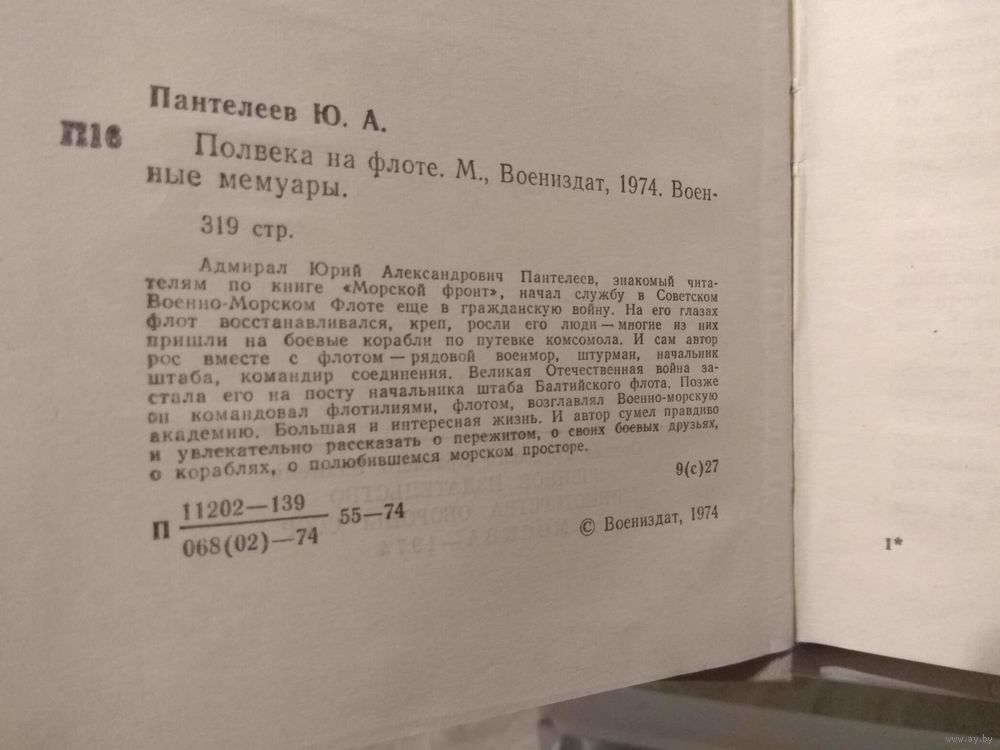 Пантелеев Ю. А.
П16
Полвека на флоте. М., Воениздат, 1974. Воен-
ные мемуары.
319 стр.
Адмирал Юрий Александрович Пантелеев, знакомый чита-
телям по книге «Морской фронт», начал службу в Советском
Военно-Морском Флоте еще в гражданскую войну. На его глазах
флот восстанавливался, креп, росли его люди — многие из них
пришли на боевые корабли по путевке комсомола. И сам автор
рос вместе с флотом — рядовой военмор, штурман, начальник
штаба, командир соединения. Великая Отечественная война за-
стала его на посту начальника штаба Балтийского флота. Позже
он командовал флотилиями, флотом, возглавлял Военно-морскую
академию. Большая и интересная жизнь. И автор сумел правдиво
и увлекательно рассказать о пережитом, о своих боевых друзьях,
о кораблях, о полюбившемся морском просторе.
9(с)27
П 11202—139
068(02)—74 55—74
© Воениздат, 1974
1*
www.ay.by